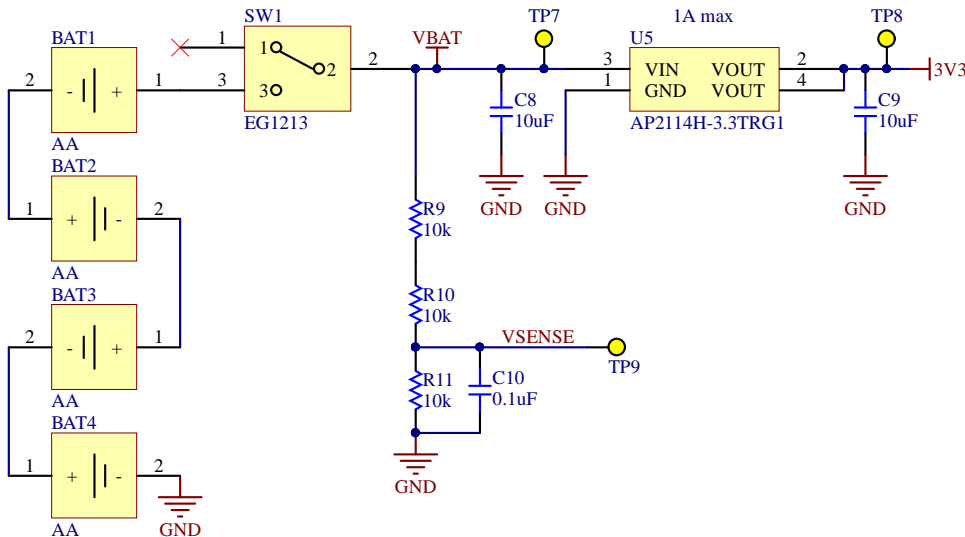 SW1
1A max
TP7
TP8
BAT1
VBAT
U5
1
1
2
3
2
3 VIN VOUT 2
3V3
2 - + 1
3
1 GND VOUT 4
C8
10uF
C9
10uF
EG1213
AP2114H-3.3TRG1
AA
BAT2
GND
GND
GND
1 + - 2
R9
10k
AA
BAT3
R10
10k
2 - + 1
VSENSE
TP9
R11
10k
C10
0.1uF
AA
BAT4
1 + - 2
GND
AA
GND